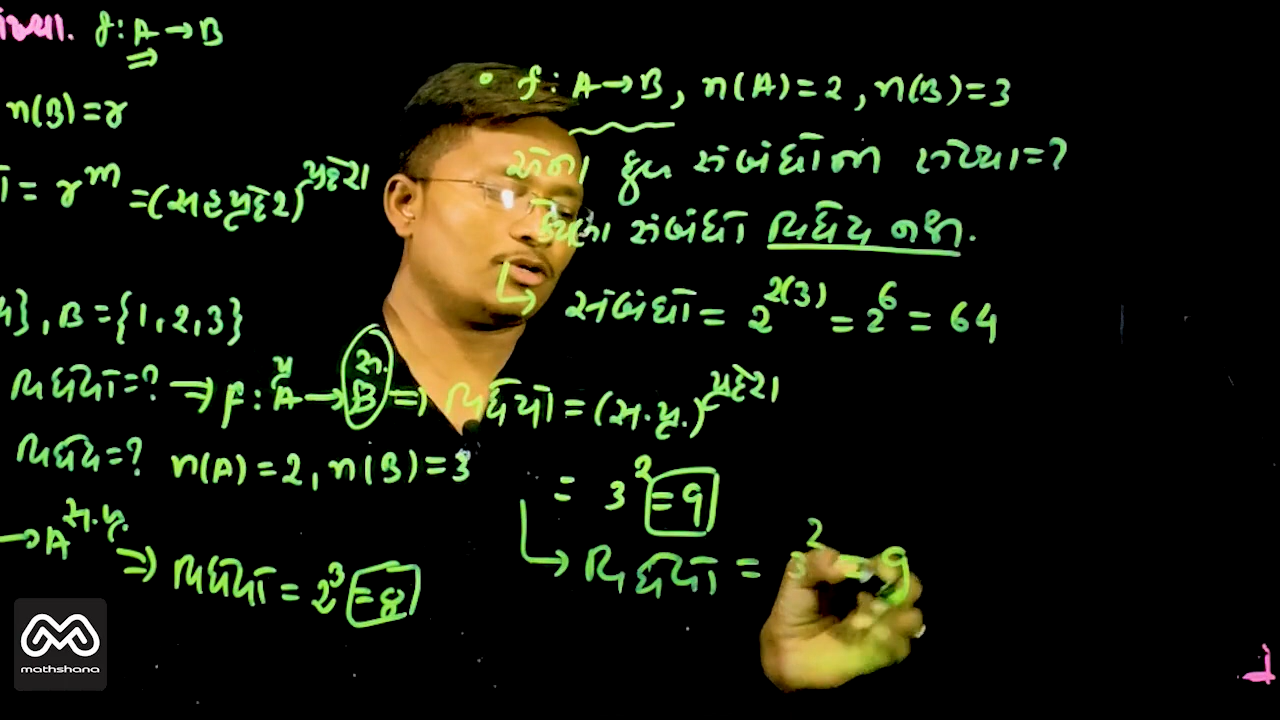 f: A → B
n(B) = r
= r^m = (સહપ્રદેશ)^પ્રદેશ
}, B = {1, 2, 3}
વિધેયો = ? ⇒ f: A → B ⇒ વિધેયો = (સ.પ્ર.)^પ્રદેશ
પ્ર
સ.
વિધેય = ? n(A) = 2, n(B) = 3
= 3² = 9
→ A સ.પ્ર. ⇒ વિધેયો = 2³ = 8
• f: A → B, n(A) = 2, n(B) = 3
કુલ સંબંધોની સંખ્યા = ?
સંબંધો વિધેય નથી.
↳ સંબંધો = 2^2(3) = 2^6 = 64
↳ વિધેયો = 3² = 9
mathshana